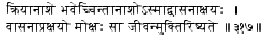 क्रियानाशे भवेच्चिन्तानाशोऽस्माद्वासनाक्षयः ।
वासनाप्रक्षयो मोक्षः सा जीवन्मुक्तिरिष्यते ॥३१७॥